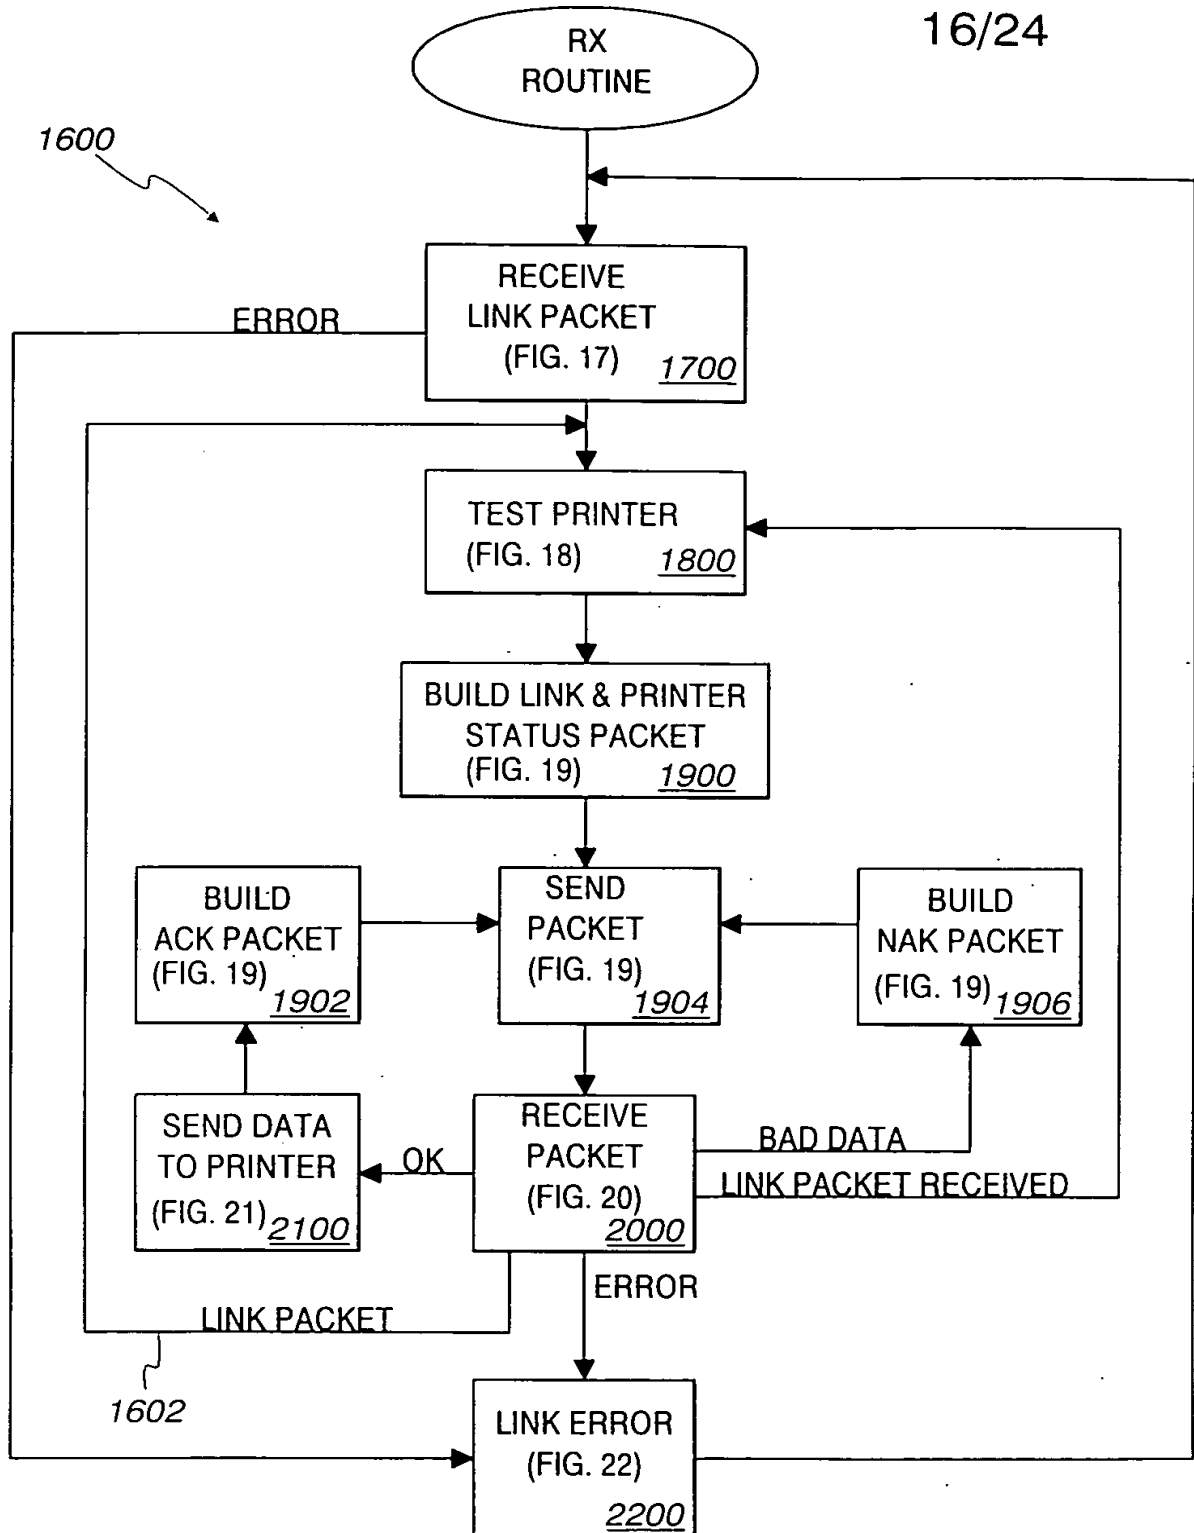 16/24
RX
ROUTINE
1600
RECEIVE
LINK PACKET
(FIG. 17) 1700
ERROR
TEST PRINTER
(FIG. 18) 1800
BUILD LINK & PRINTER
STATUS PACKET
(FIG. 19) 1900
BUILD
ACK PACKET
(FIG. 19) 1902
SEND
PACKET
(FIG. 19)
1904
BUILD
NAK PACKET
(FIG. 19) 1906
SEND DATA
TO PRINTER
(FIG. 21) 2100
OK
RECEIVE
PACKET
(FIG. 20)
2000
BAD DATA
LINK PACKET RECEIVED
ERROR
LINK PACKET
1602
LINK ERROR
(FIG. 22)
2200